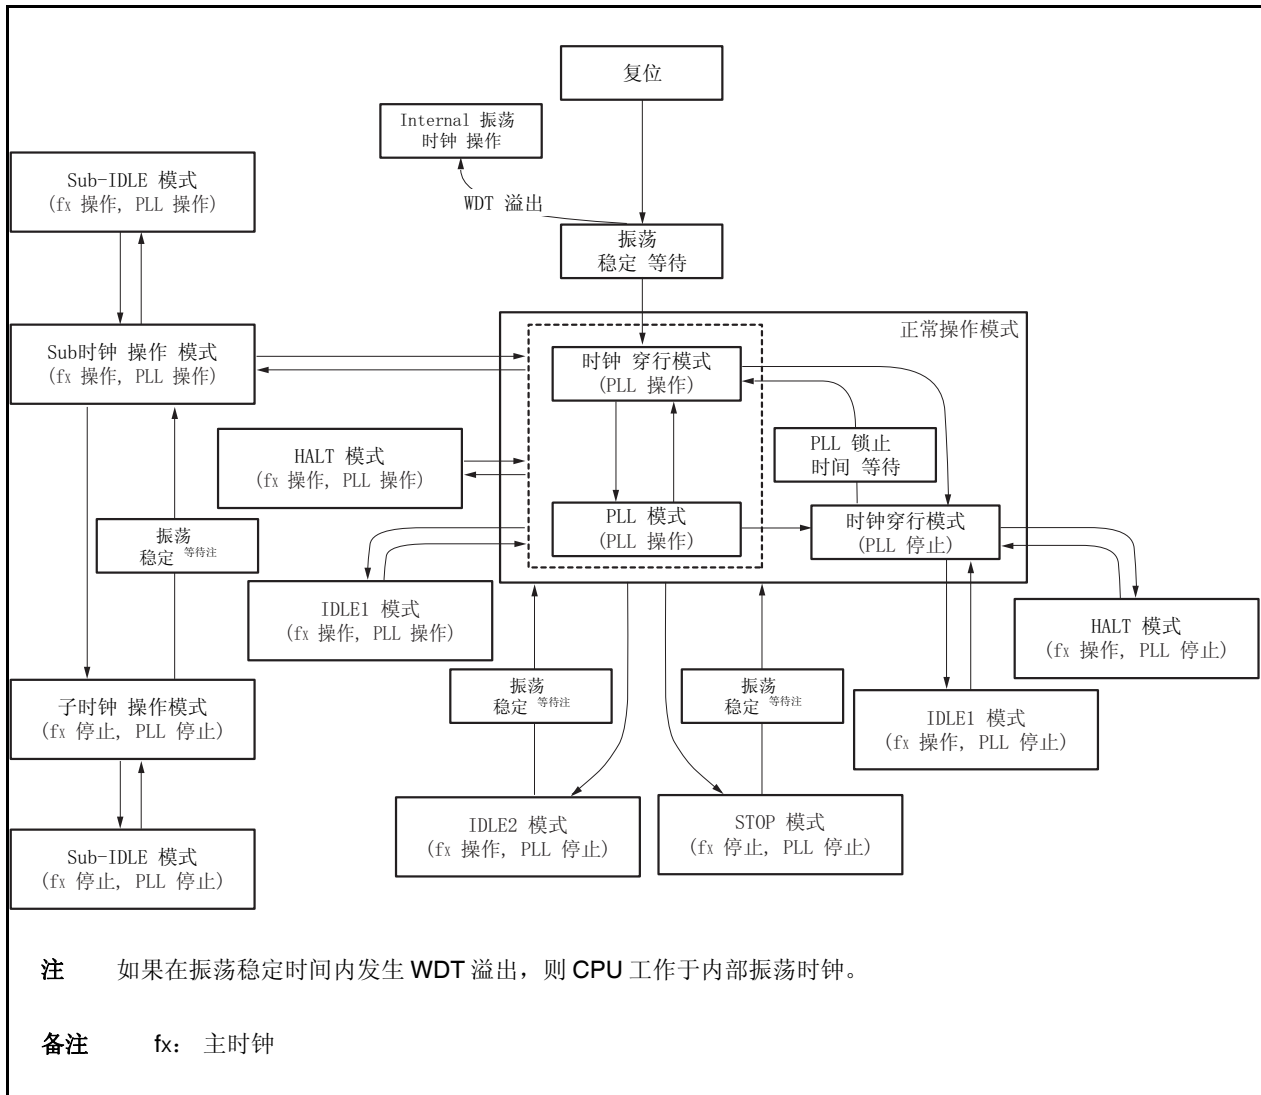 复位
Internal 振荡
时钟 操作
WDT 溢出
Sub-IDLE 模式
(fx 操作, PLL 操作)
振荡
稳定 等待
正常操作模式
Sub时钟 操作 模式
(fx 操作, PLL 操作)
时钟 穿行模式
(PLL 操作)
HALT 模式
(fx 操作, PLL 操作)
PLL 锁止
时间 等待
PLL 模式
(PLL 操作)
时钟穿行模式
(PLL 停止)
振荡
稳定 等待注
IDLE1 模式
(fx 操作, PLL 操作)
HALT 模式
(fx 操作, PLL 停止)
振荡
稳定 等待注
振荡
稳定 等待注
子时钟 操作模式
(fx 停止, PLL 停止)
IDLE1 模式
(fx 操作, PLL 停止)
IDLE2 模式
(fx 操作, PLL 停止)
STOP 模式
(fx 停止, PLL 停止)
Sub-IDLE 模式
(fx 停止, PLL 停止)
注 如果在振荡稳定时间内发生 WDT 溢出，则 CPU 工作于内部振荡时钟。
备注 fx： 主时钟